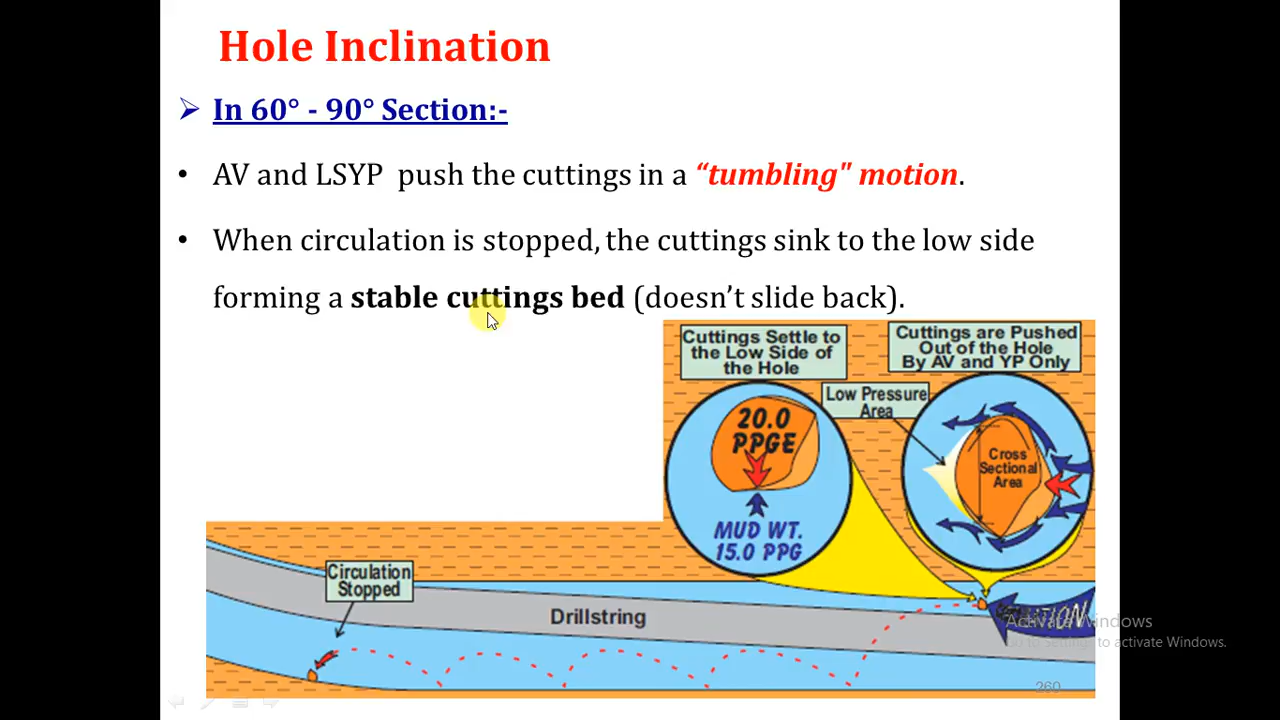 Hole Inclination
➢ In 60° - 90° Section:-
• AV and LSYP push the cuttings in a “tumbling" motion.
• When circulation is stopped, the cuttings sink to the low side
forming a stable cuttings bed (doesn’t slide back).
Cuttings Settle to
the Low Side of
the Hole
Cuttings are Pushed
Out of the Hole
By AV and YP Only
Low Pressure
Area
20.0
PPGE
MUD WT.
15.0 PPG
Cross
Sectional
Area
Circulation
Stopped
Drillstring
Activate Windows
Go to settings to activate Windows.
260